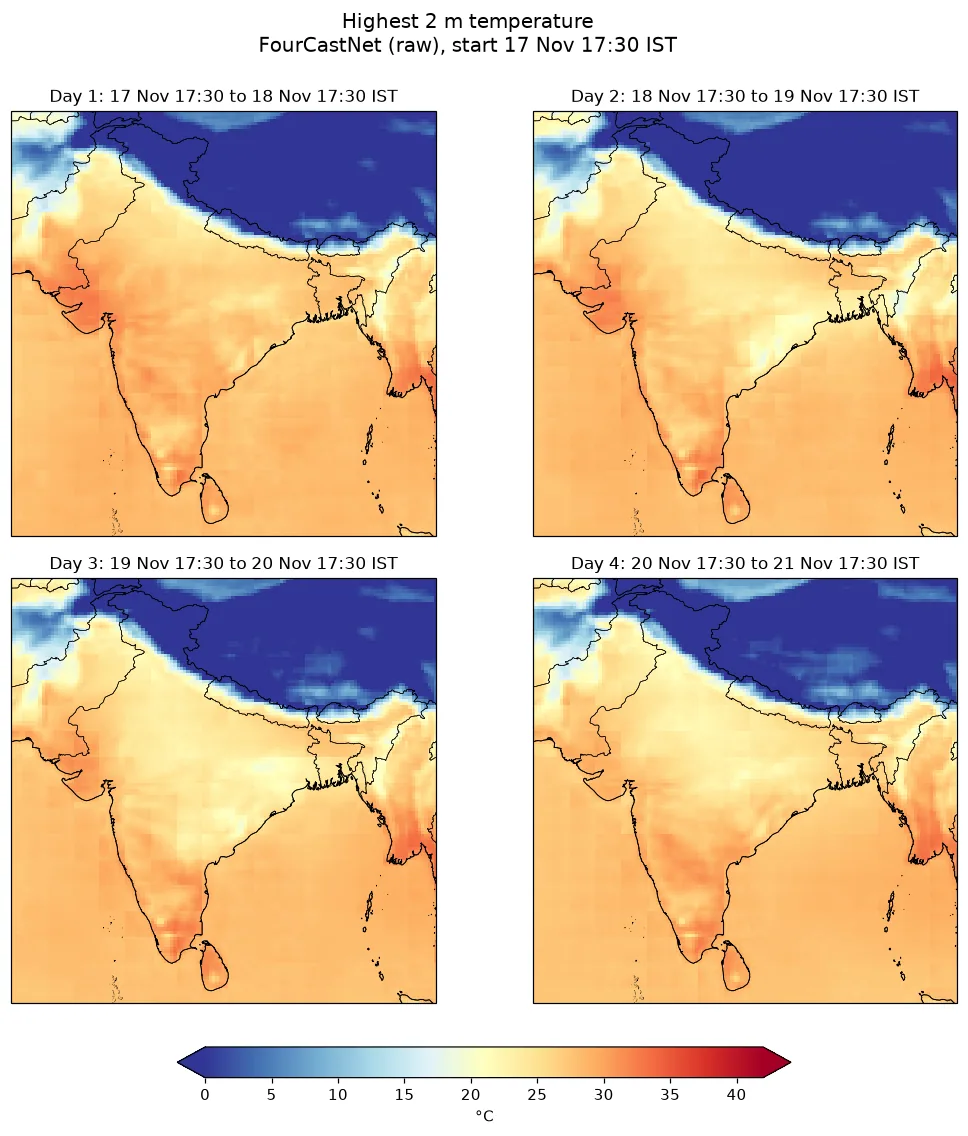 Highest 2 m temperature
FourCastNet (raw), start 17 Nov 17:30 IST
Day 1: 17 Nov 17:30 to 18 Nov 17:30 IST
Day 2: 18 Nov 17:30 to 19 Nov 17:30 IST
Day 3: 19 Nov 17:30 to 20 Nov 17:30 IST
Day 4: 20 Nov 17:30 to 21 Nov 17:30 IST
0 5 10 15 20 25 30 35 40
°C